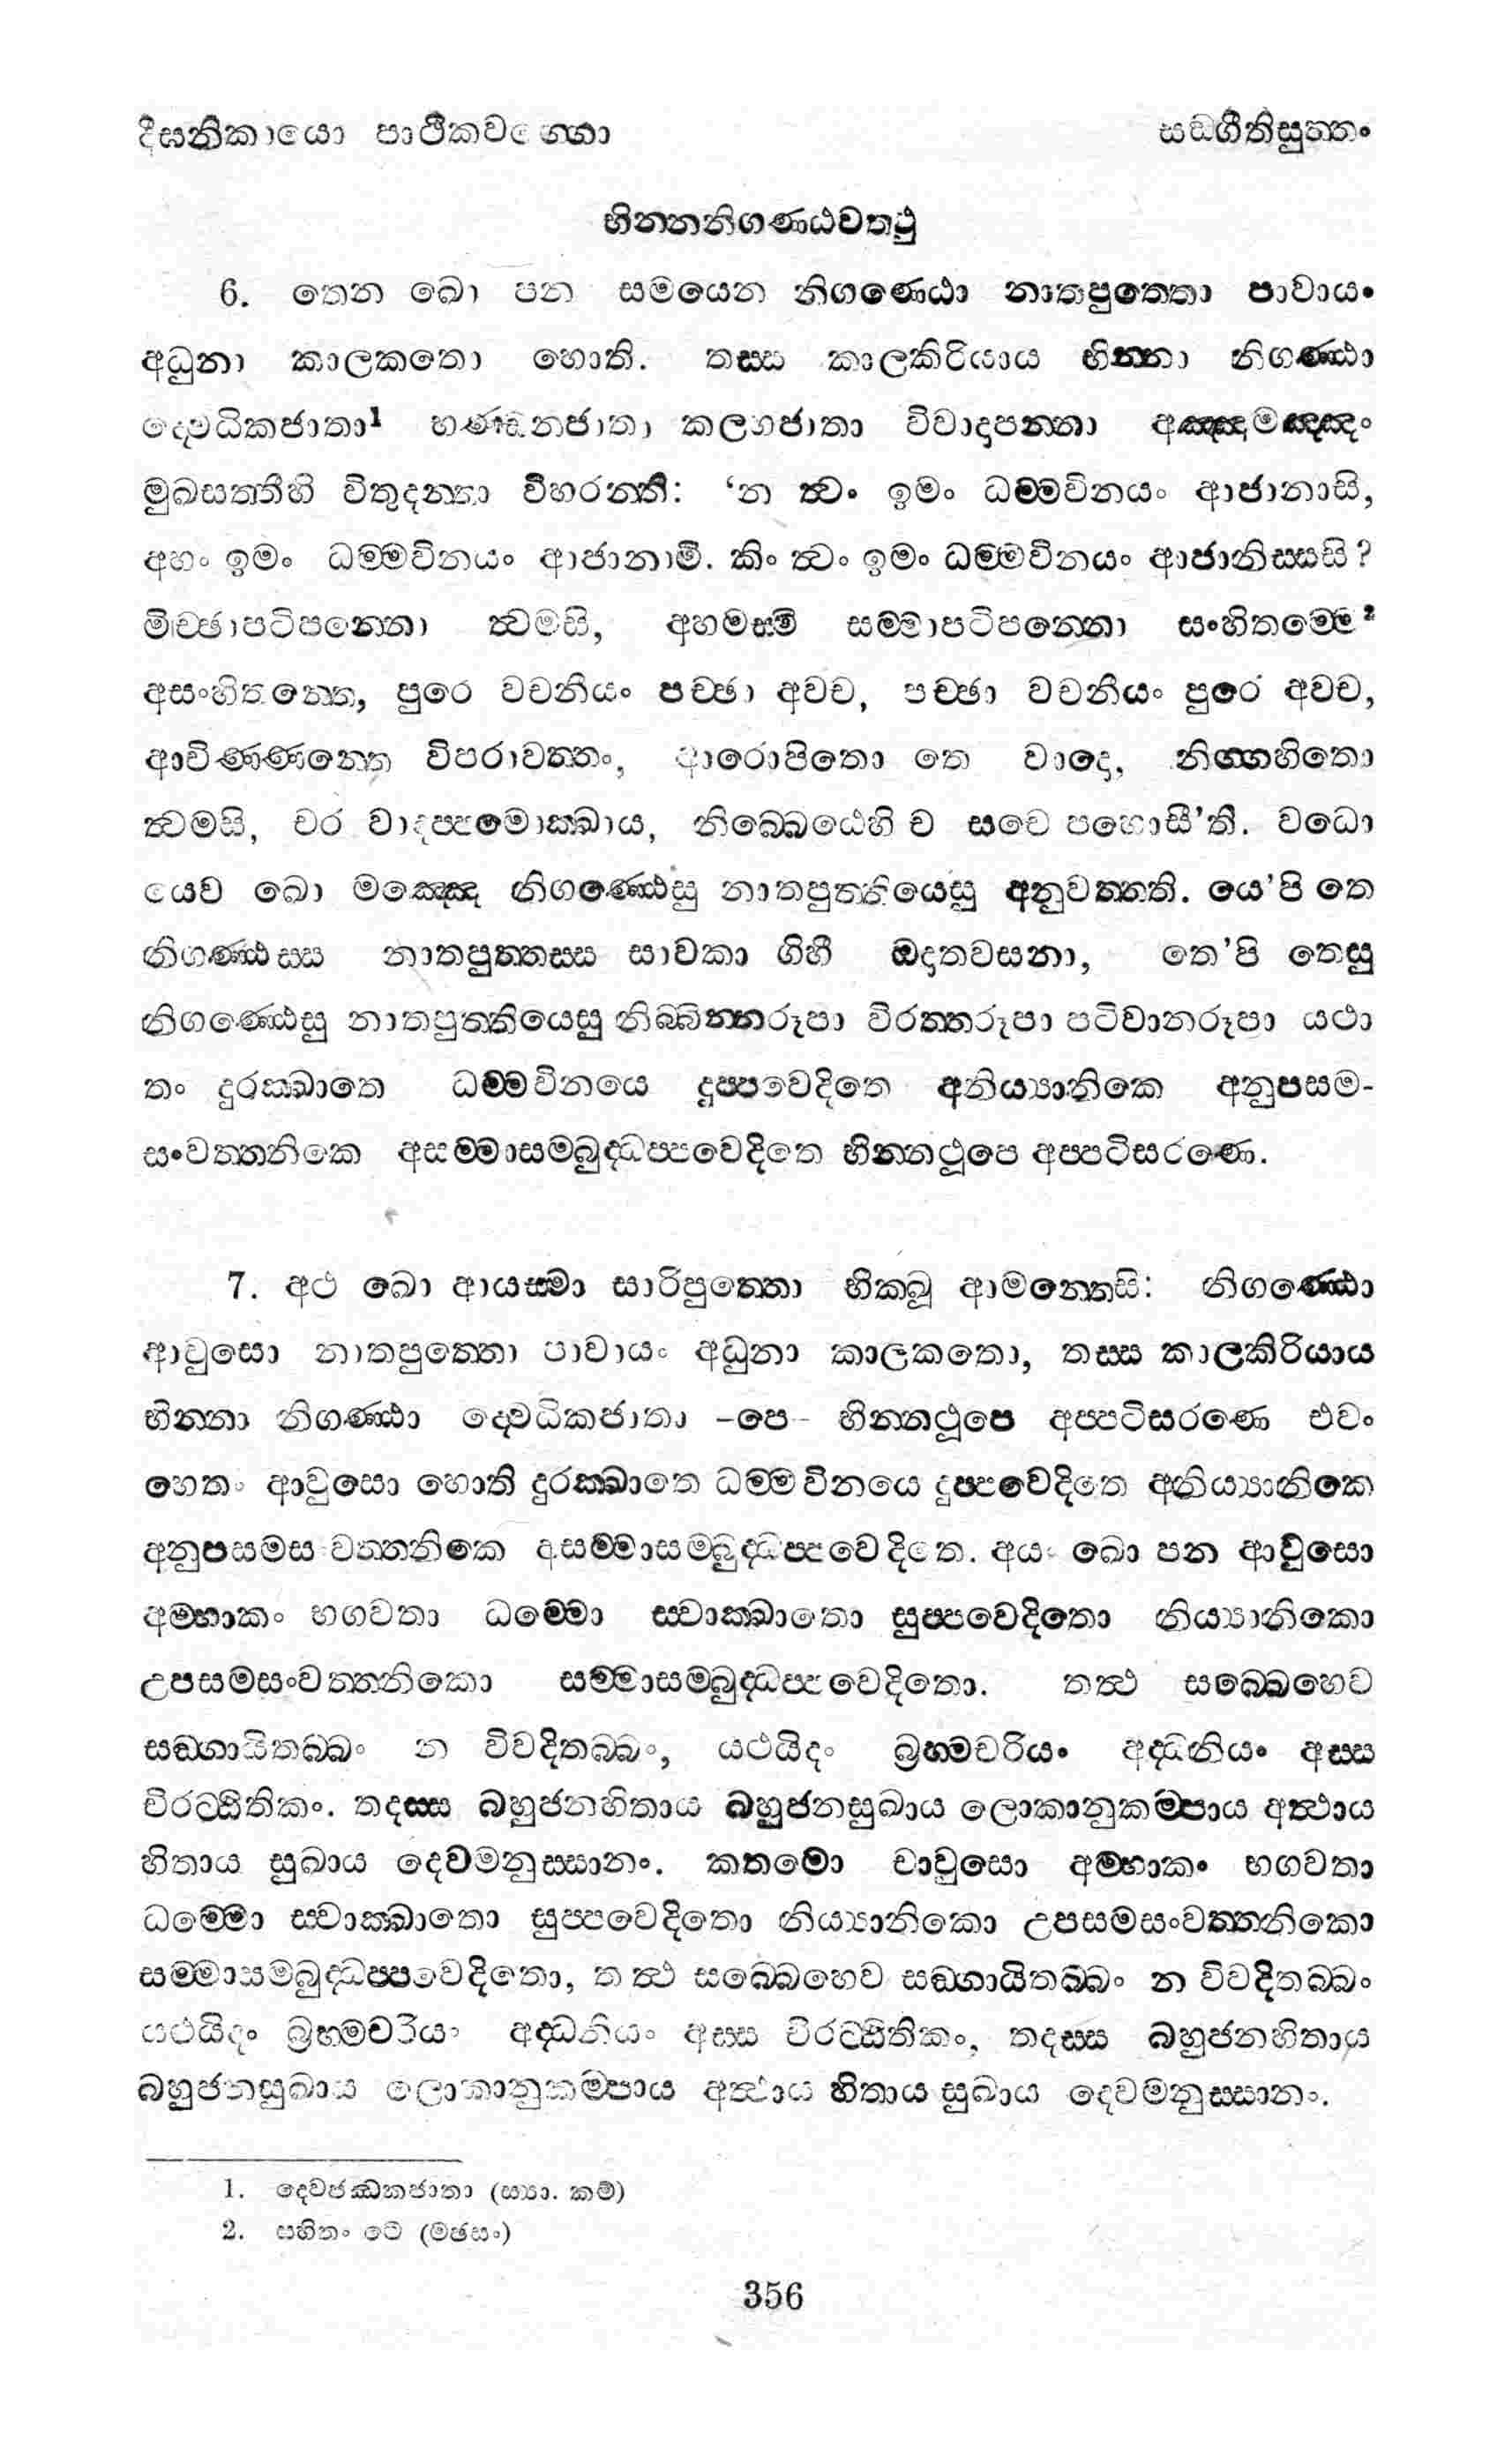 දීඝනිකායො පාථිකවග්ගො සඞගීතිසුත්තං
භින්නනිගණ්ඨවත්ථු
6. තෙන ඛො පන සමයෙන නිගණ්ඨො නාතපුත්තො පාවායං
අධුනා කාලකතො හොති. තස්ස කාලකිරියාය භින්නා නිගණ්ඨා
ද්වෙධිකජාතා1 භණ්ඩනජාතා කලහජාතා විවාදාපන්නා අඤ්ඤමඤ්ඤං
මුඛසත්තීහි විතුදන්තා විහරන්ති: ‘න ත්වං ඉමං ධම්මවිනයං ආජානාසි,
අහං ඉමං ධම්මවිනයං ආජානාමි. කිං ත්වං ඉමං ධම්මවිනයං ආජානිස්සසි?
මිච්ඡාපටිපන්නො ත්වමසි, අහමස්මි සම්මාපටිපන්නො සංහිතම්මෙ2
අසංහිතන්තෙ, පුරෙ වචනීයං පච්ඡා අවච, පච්ඡා වචනීයං පුරෙ අවච,
ආචිණ්ණන්තෙ විපරාවත්තං, ආරොපිතො තෙ වාදො, නිග්ගහිතො
ත්වමසි, චර වාදප්පමොක්ඛාය, නිබ්බෙඨෙහි ච සචෙ පහොසී’ති. වධො
යෙව ඛො මඤ්ඤෙ නිගණ්ඨෙසු නාතපුත්තියෙසු අනුවත්තති. යෙ’පි තෙ
නිගණ්ඨස්ස නාතපුත්තස්ස සාවකා ගිහී ඔදාතවසනා, තෙ’පි තෙසු
නිගණ්ඨෙසු නාතපුත්තියෙසු නිබ්බින්නරූපා විරත්තරූපා පටිවානරූපා යථා
තං දුරක්ඛාතෙ ධම්මවිනයෙ දුප්පවෙදිතෙ අනිය්‍යානිකෙ අනුපසම-
සංවත්තනිකෙ අසම්මාසම්බුද්ධප්පවෙදිතෙ භින්නථූපෙ අප්පටිසරණෙ.
7. අථ ඛො ආයස්මා සාරිපුත්තො භික්ඛූ ආමන්තෙසි: නිගණ්ඨො
ආවුසො නාතපුත්තො පාවායං අධුනා කාලකතො, තස්ස කාලකිරියාය
භින්නා නිගණ්ඨා ද්වෙධිකජාතා -පෙ- භින්නථූපෙ අප්පටිසරණෙ එවං
හෙතං ආවුසො හොති දුරක්ඛාතෙ ධම්මවිනයෙ දුප්පවෙදිතෙ අනිය්‍යානිකෙ
අනුපසමසංවත්තනිකෙ අසම්මාසම්බුද්ධප්පවෙදිතෙ. අයං ඛො පන ආවුසො
අම්හාකං භගවතා ධම්මො ස්වාක්ඛාතො සුප්පවෙදිතො නිය්‍යානිකො
උපසමසංවත්තනිකො සම්මාසම්බුද්ධප්පවෙදිතො. තත්ථ සබ්බෙහෙව
සඞ්ගායිතබ්බං න විවදිතබ්බං, යථයිදං බ්‍රහ්මචරියං අද්ධනියං අස්ස
චිරට්ඨිතිකං. තදස්ස බහුජනහිතාය බහුජනසුඛාය ලොකානුකම්පාය අත්ථාය
හිතාය සුඛාය දෙවමනුස්සානං. කතමො චාවුසො අම්හාකං භගවතා
ධම්මො ස්වාක්ඛාතො සුප්පවෙදිතො නිය්‍යානිකො උපසමසංවත්තනිකො
සම්මාසම්බුද්ධප්පවෙදිතො, තත්ථ සබ්බෙහෙව සඞ්ගායිතබ්බං න විවදිතබ්බං
යථයිදං බ්‍රහ්මචරියං අද්ධනියං අස්ස චිරට්ඨිතිකං, තදස්ස බහුජනහිතාය
බහුජනසුඛාය ලොකානුකම්පාය අත්ථාය හිතාය සුඛාය දෙවමනුස්සානං.
1. දෙවජඣකජාතා (ස්‍යා. කම්)
2. සහිතං මෙ (මඡසං)
356